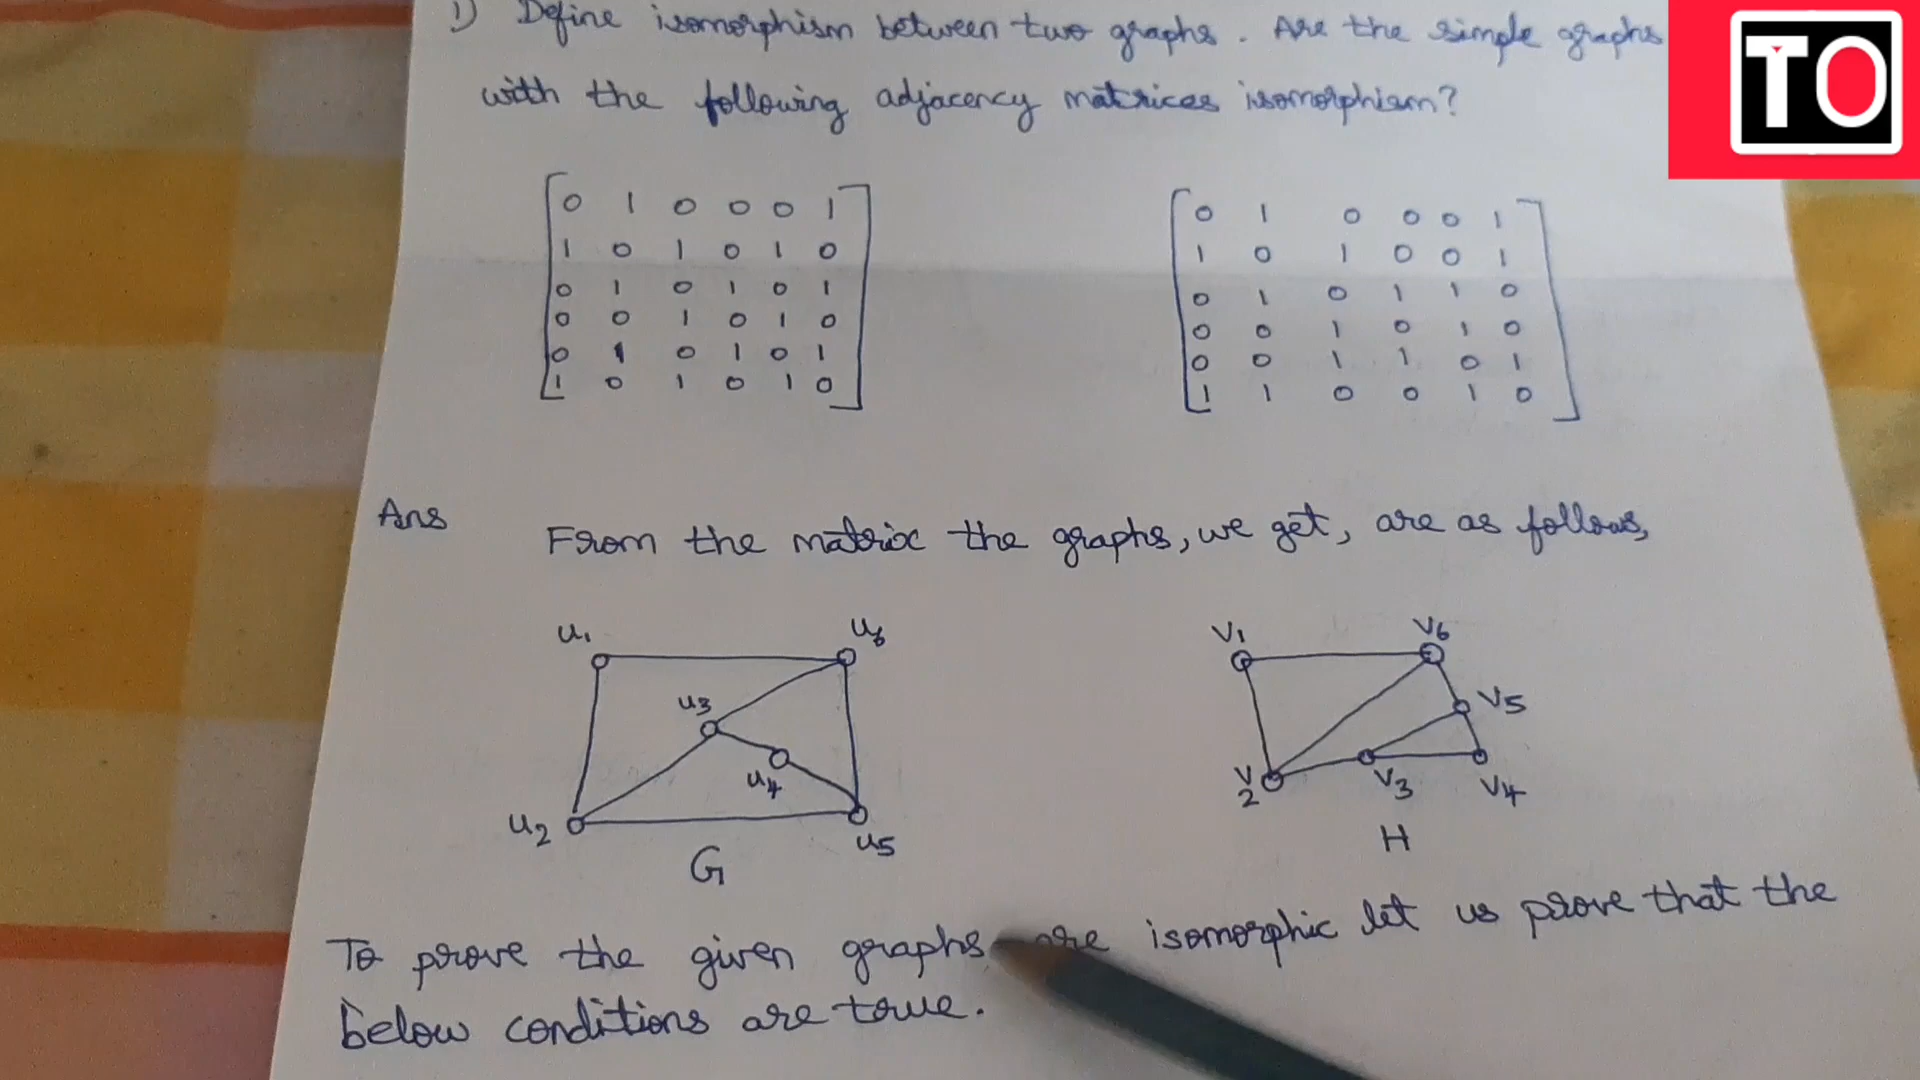 1) Define isomorphism between two graphs. Are the simple graphs
with the following adjacency matrices isomorphism?
TO
0 1 0 0 0 1
1 0 1 0 1 0
0 1 0 1 0 1
0 0 1 0 1 0
0 1 0 1 0 1
1 0 1 0 1 0
0 1 0 0 0 1
1 0 1 0 0 1
0 1 0 1 1 0
0 0 1 0 1 0
0 0 1 1 0 1
1 1 0 0 1 0
Ans From the matrix the graphs, we get, are as follows,
u1 u6
u3
u4
u2 u5
G
V1 V6
V5
V2 V3 V4
H
To prove the given graphs are isomorphic let us prove that the
below conditions are true.